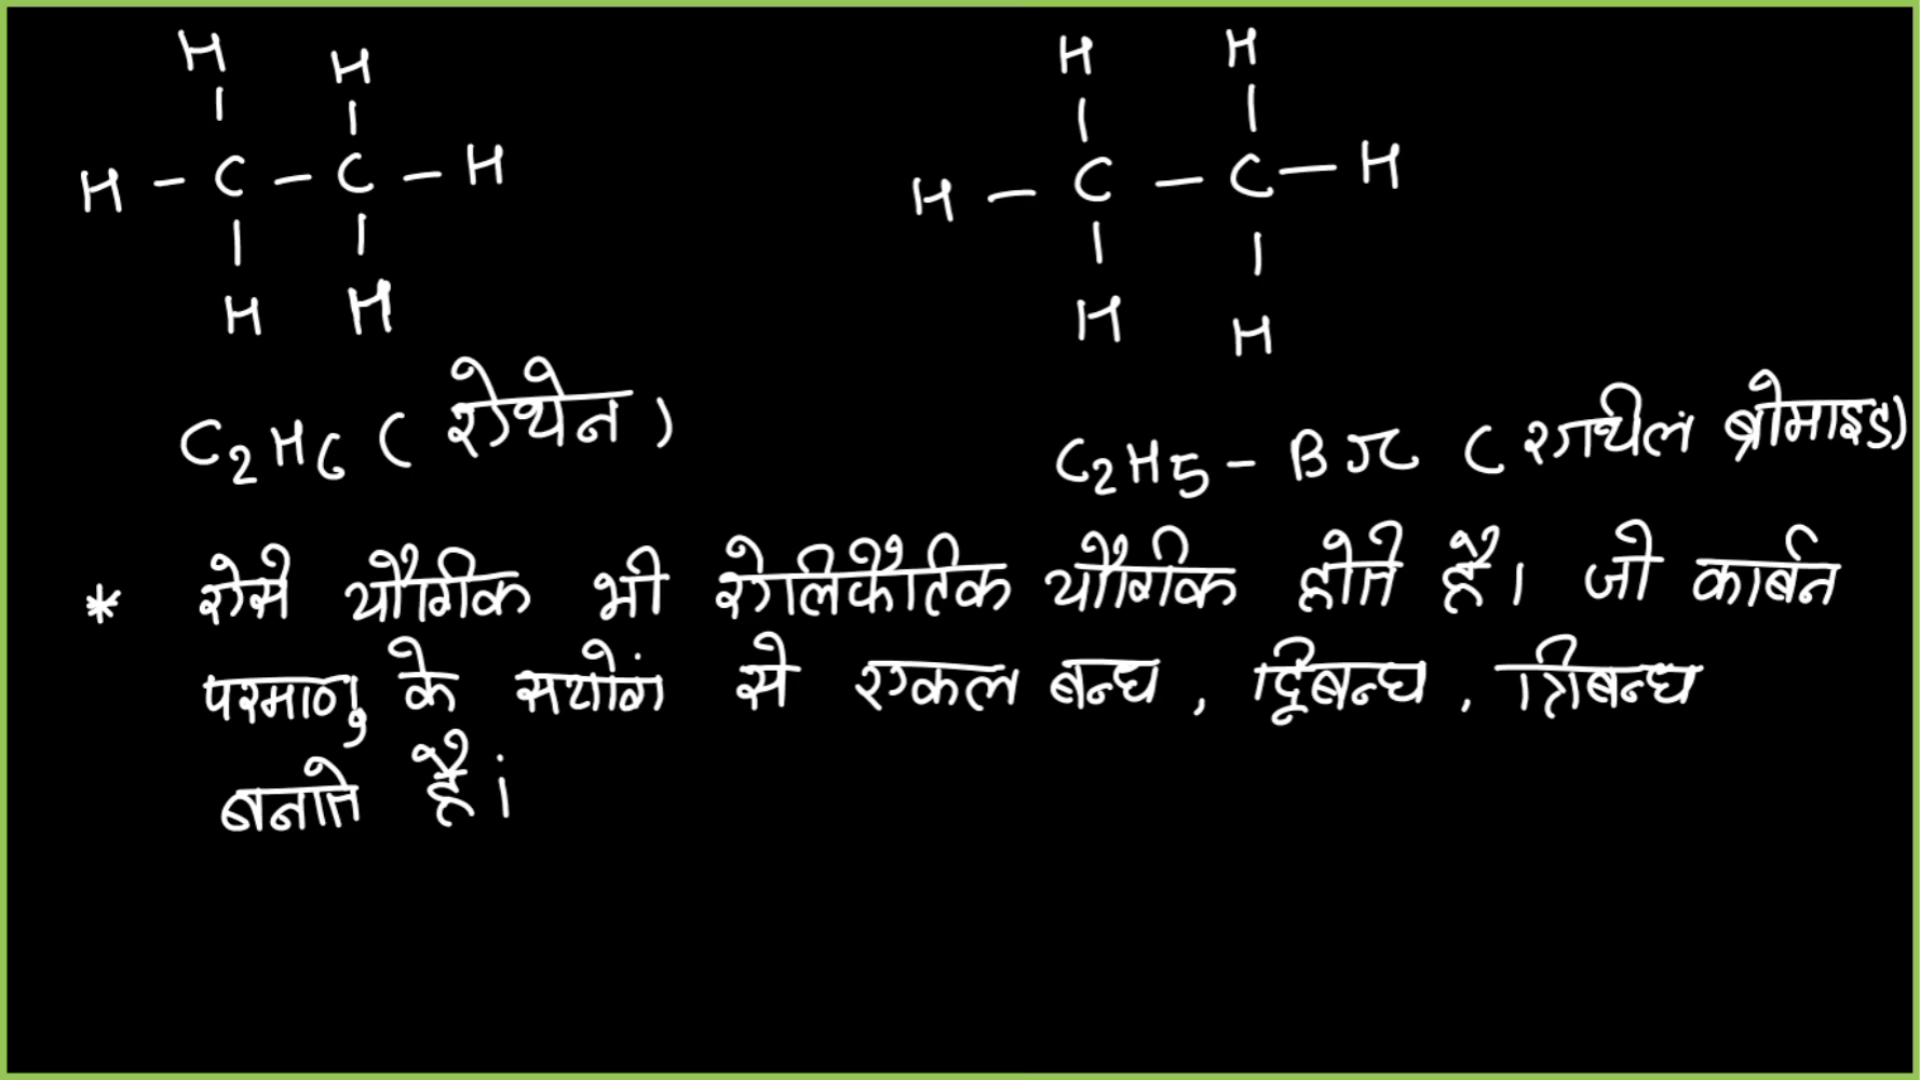 H H H H
| | | |
H - C - C - H H - C - C - H
| | | |
H H H H
C2H6 (ऐथेन) C2H5 - Br (एथील ब्रोमाइड)
* ऐसे यौगिक भी ऐलिफैटिक यौगिक होते है। जो कार्बन
परमाणु के सयोग से एकल बन्ध, द्विबन्ध, त्रिबन्ध
बनाते है।